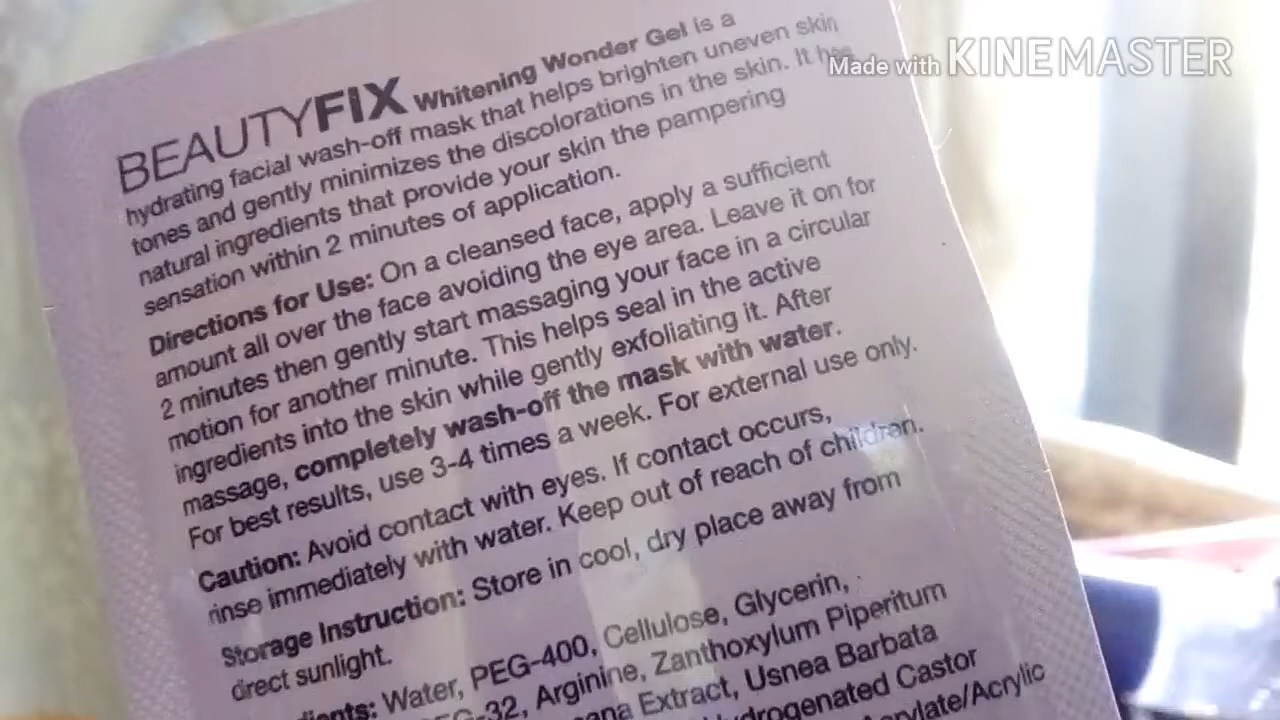 Made with KINEMASTER
BEAUTYFIX Whitening Wonder Gel is a
hydrating facial wash-off mask that helps brighten uneven skin
tones and gently minimizes the discolorations in the skin. It has
natural ingredients that provide your skin the pampering
sensation within 2 minutes of application.
Directions for Use: On a cleansed face, apply a sufficient
amount all over the face avoiding the eye area. Leave it on for
2 minutes then gently start massaging your face in a circular
motion for another minute. This helps seal in the active
ingredients into the skin while gently exfoliating it. After
massage, completely wash-off the mask with water.
For best results, use 3-4 times a week. For external use only.
Caution: Avoid contact with eyes. If contact occurs,
rinse immediately with water. Keep out of reach of children.
Storage Instruction: Store in cool, dry place away from
direct sunlight.
Water, PEG-400, Cellulose, Glycerin,
Arginine, Zanthoxylum Piperitum
Extract, Usnea Barbata
Castor